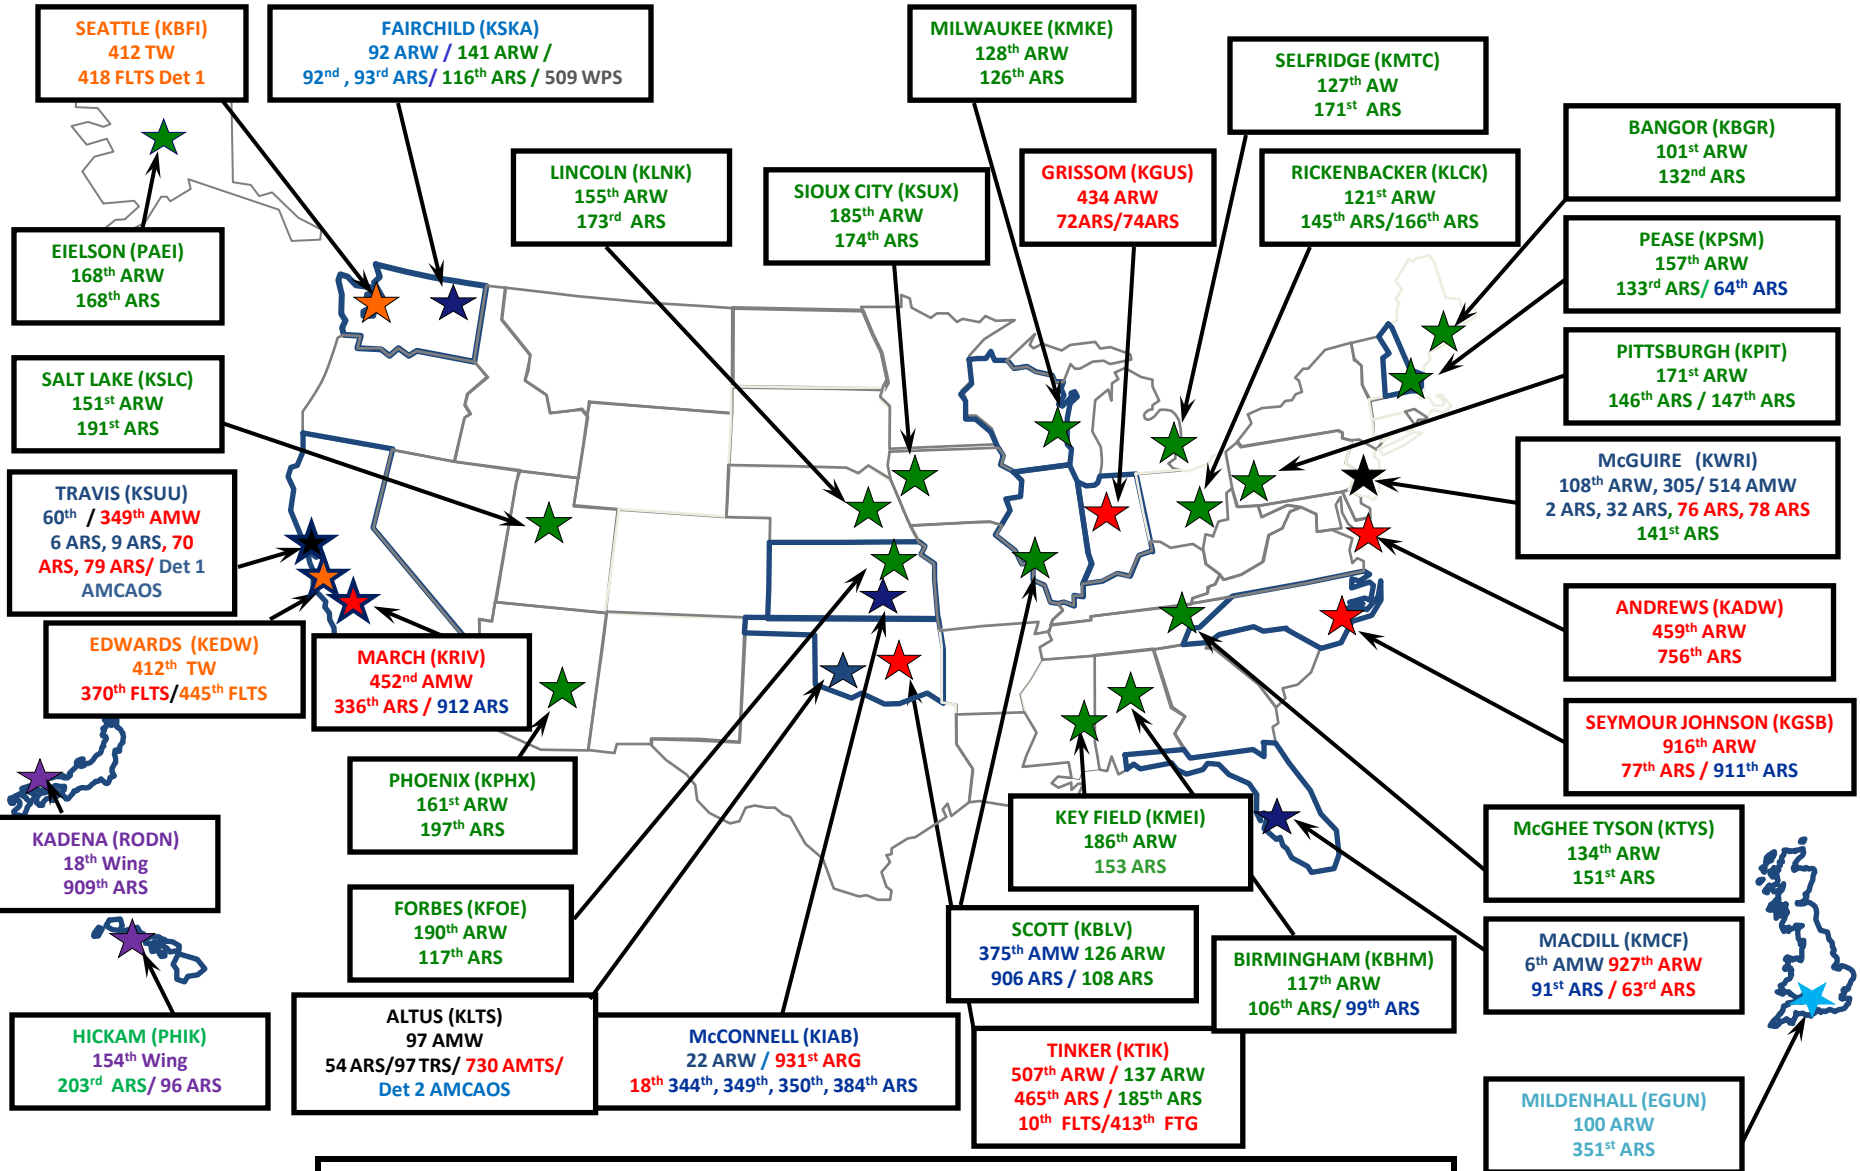 SEATTLE (KBFI)
412 TW
418 FLTS Det 1
FAIRCHILD (KSKA)
92 ARW / 141 ARW /
92nd , 93rd ARS/ 116th ARS / 509 WPS
MILWAUKEE (KMKE)
128th ARW
126th ARS
SELFRIDGE (KMTC)
127th AW
171st ARS
BANGOR (KBGR)
101st ARW
132nd ARS
LINCOLN (KLNK)
155th ARW
173rd ARS
SIOUX CITY (KSUX)
185th ARW
174th ARS
GRISSOM (KGUS)
434 ARW
72ARS/74ARS
RICKENBACKER (KLCK)
121st ARW
145th ARS/166th ARS
EIELSON (PAEI)
168th ARW
168th ARS
PEASE (KPSM)
157th ARW
133rd ARS/ 64th ARS
SALT LAKE (KSLC)
151st ARW
191st ARS
PITTSBURGH (KPIT)
171st ARW
146th ARS / 147th ARS
TRAVIS (KSUU)
60th / 349th AMW
6 ARS, 9 ARS, 70
ARS, 79 ARS/ Det 1
AMCAOS
McGUIRE (KWRI)
108th ARW, 305/ 514 AMW
2 ARS, 32 ARS, 76 ARS, 78 ARS
141st ARS
EDWARDS (KEDW)
412th TW
370th FLTS/445th FLTS
MARCH (KRIV)
452nd AMW
336th ARS / 912 ARS
ANDREWS (KADW)
459th ARW
756th ARS
SEYMOUR JOHNSON (KGSB)
916th ARW
77th ARS / 911th ARS
PHOENIX (KPHX)
161st ARW
197th ARS
KEY FIELD (KMEI)
186th ARW
153 ARS
McGHEE TYSON (KTYS)
134th ARW
151st ARS
KADENA (RODN)
18th Wing
909th ARS
FORBES (KFOE)
190th ARW
117th ARS
SCOTT (KBLV)
375th AMW 126 ARW
906 ARS / 108 ARS
BIRMINGHAM (KBHM)
117th ARW
106th ARS/ 99th ARS
MACDILL (KMCF)
6th AMW 927th ARW
91st ARS / 63rd ARS
HICKAM (PHIK)
154th Wing
203rd ARS/ 96 ARS
ALTUS (KLTS)
97 AMW
54 ARS/97 TRS/ 730 AMTS/
Det 2 AMCAOS
McCONNELL (KIAB)
22 ARW / 931st ARG
18th 344th, 349th, 350th, 384th ARS
TINKER (KTIK)
507th ARW / 137 ARW
465th ARS / 185th ARS
10th FLTS/413th FTG
MILDENHALL (EGUN)
100 ARW
351st ARS